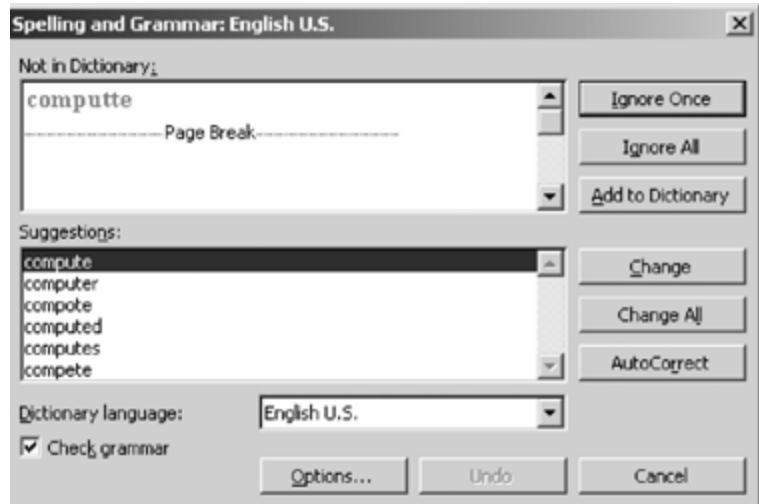 Spelling and Grammar: English U.S.
Not in Dictionary:
computte
Page Break
Ignore Once
Ignore All
Add to Dictionary
Suggestions:
compute
computer
compote
computed
computes
compete
Change
Change All
AutoCorrect
Dictionary language:
English U.S.
Check grammar
Options...
Undo
Cancel